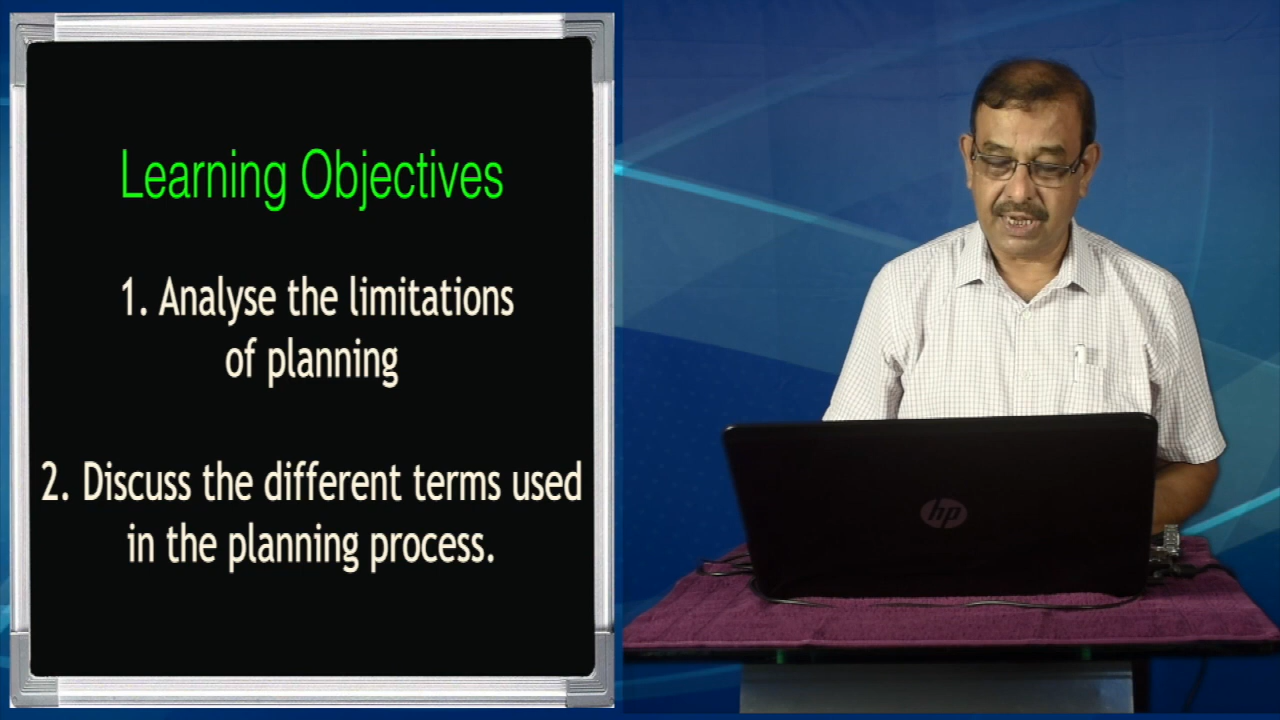 Learning Objectives
1. Analyse the limitations
of planning
2. Discuss the different terms used
in the planning process.
hp